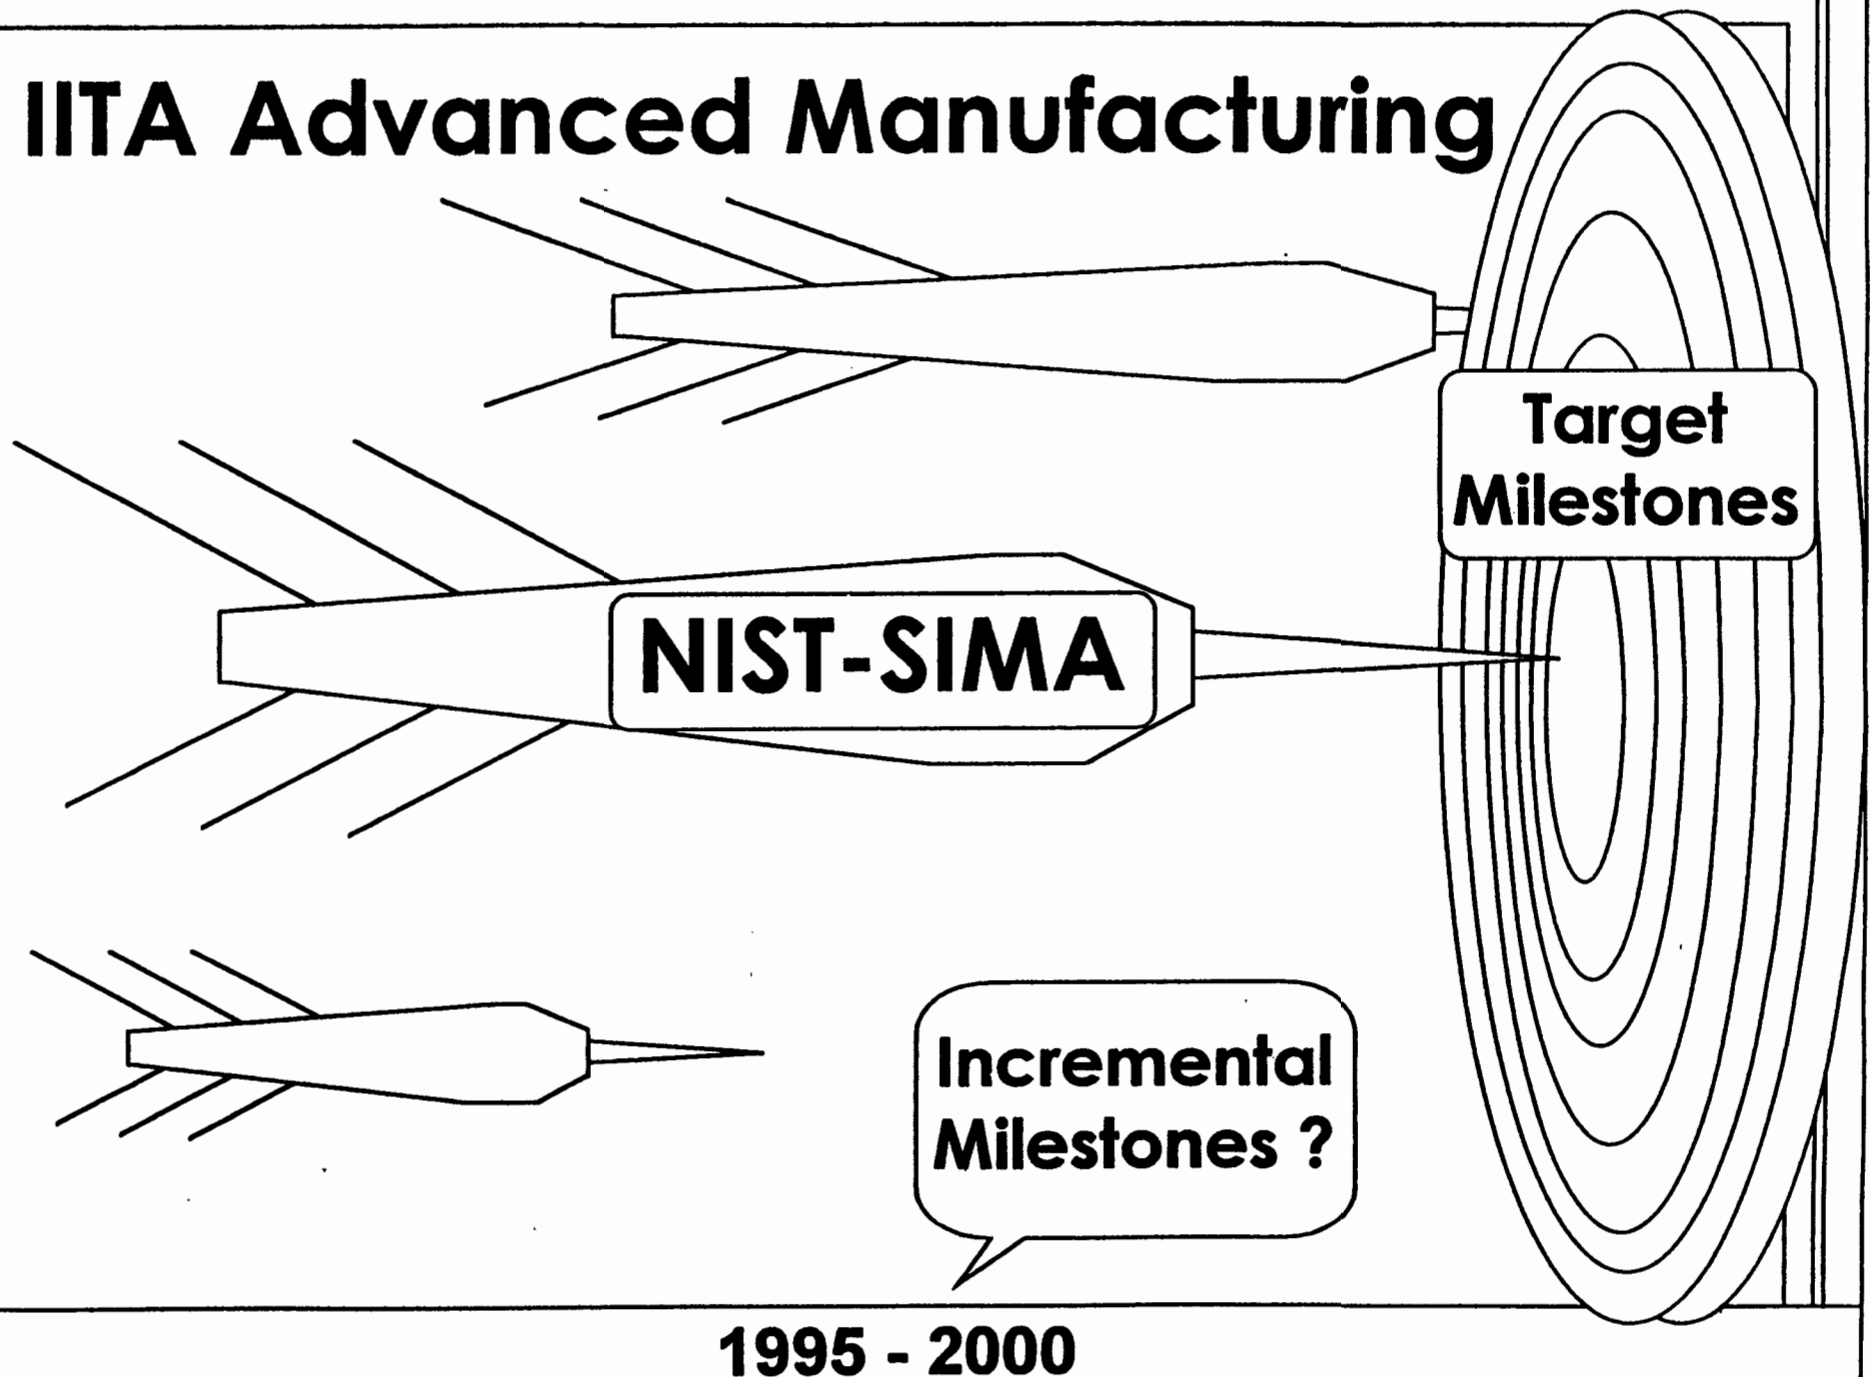 IITA Advanced Manufacturing
Target
Milestones
NIST-SIMA
Incremental
Milestones ?
1995 - 2000